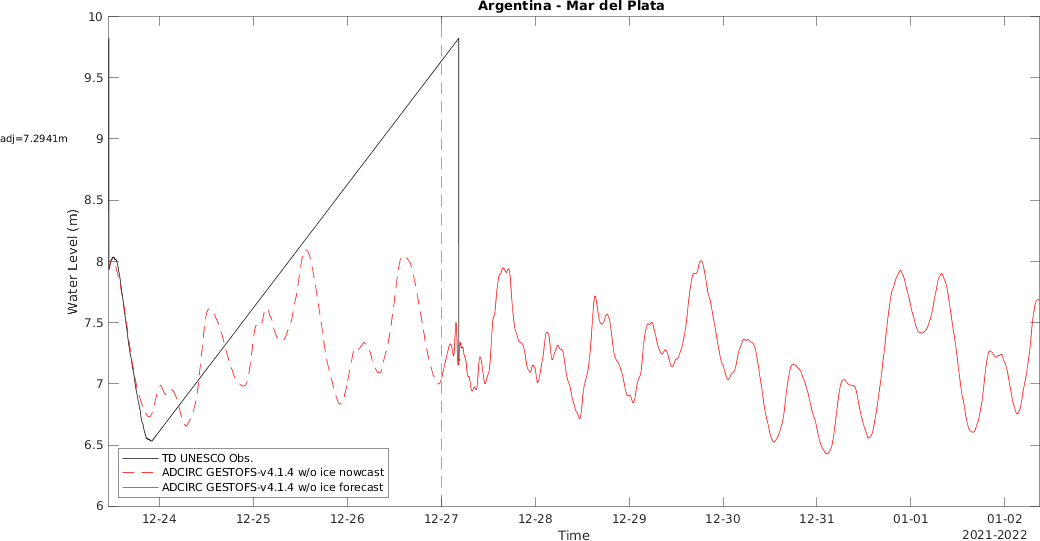 Argentina - Mar del Plata
10
9.5
adj=7.2941m
9
8.5
8
7.5
7
6.5
6
Water Level (m)
TD UNESCO Obs.
ADCIRC GESTOFS-v4.1.4 w/o ice nowcast
ADCIRC GESTOFS-v4.1.4 w/o ice forecast
12-24 12-25 12-26 12-27 12-28 12-29 12-30 12-31 01-01 01-02
Time
2021-2022